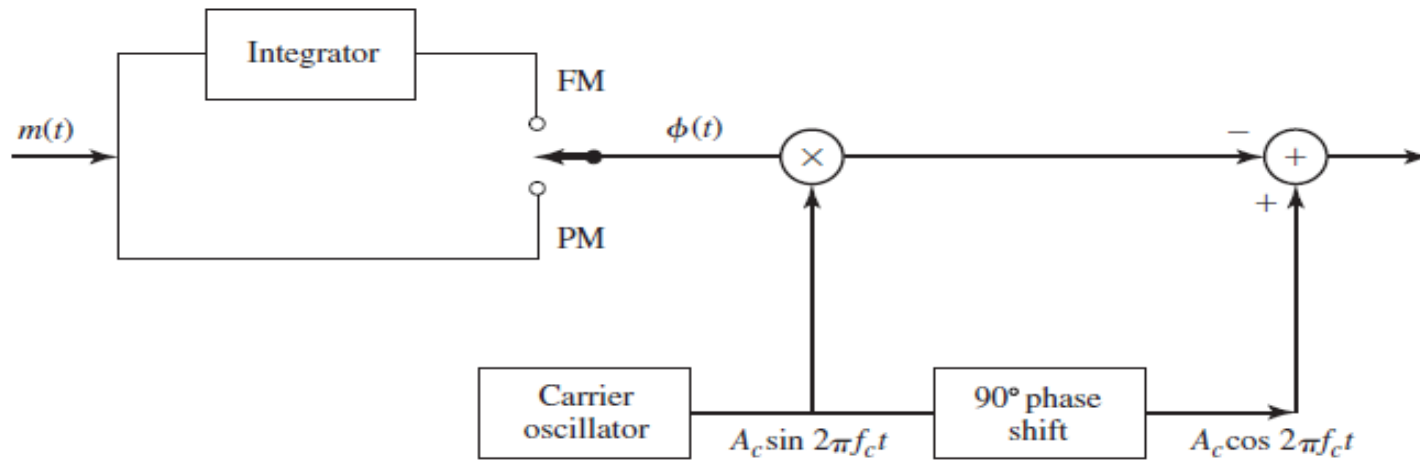 Integrator
FM
m(t)
ϕ(t)
×
−
+
+
PM
Carrier
oscillator
90° phase
shift
A_c sin 2πf_c t
A_c cos 2πf_c t